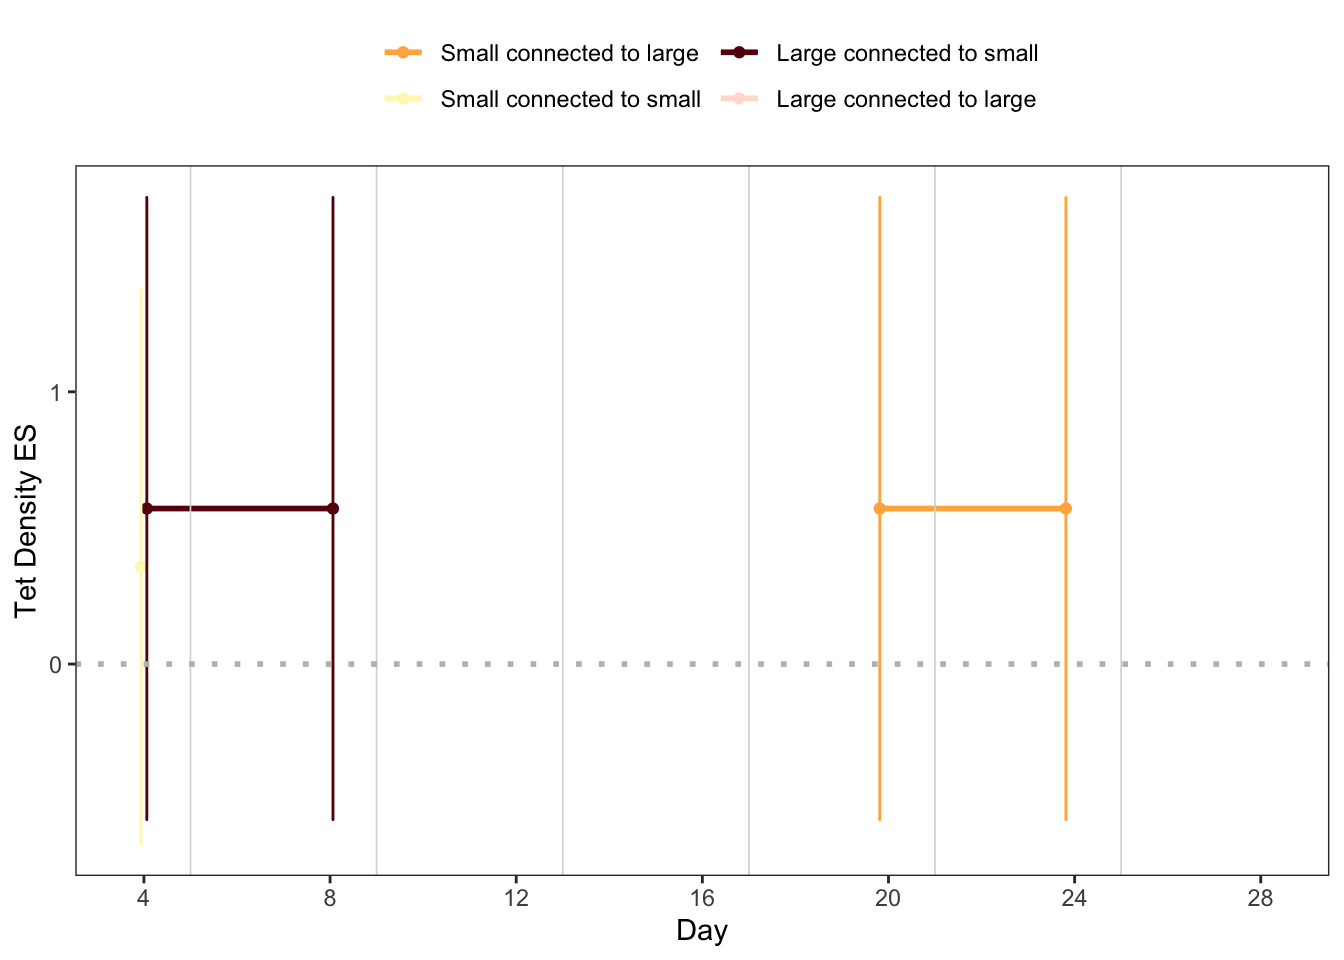 Small connected to large Large connected to small
Small connected to small Large connected to large
Tet Density ES
1
0
4 8 12 16 20 24 28
Day